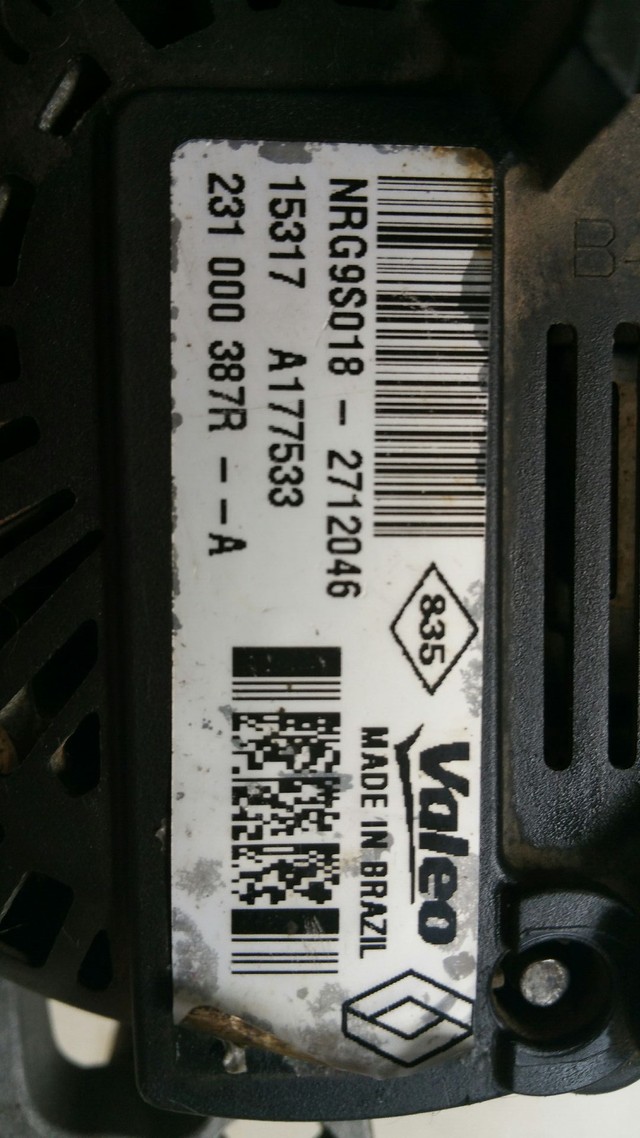 NRG9S018 - 2712046
15317 A177533
231 000 387R - - A
835
Valeo
MADE IN BRAZIL